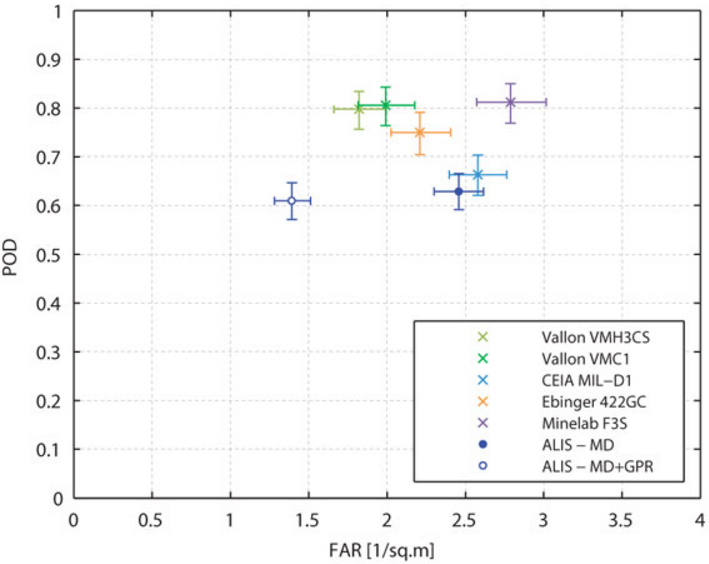 1
0.9
0.8
0.7
0.6
0.5
0.4
0.3
0.2
0.1
0
POD
Vallon VMH3CS
Vallon VMC1
CEIA MIL−D1
Ebinger 422GC
Minelab F3S
ALIS − MD
ALIS − MD+GPR
0 0.5 1 1.5 2 2.5 3 3.5 4
FAR [1/sq.m]